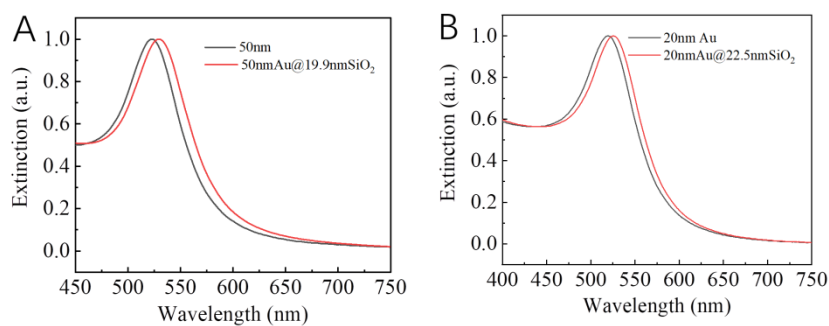 A
Extinction (a.u.)
1.0
0.8
0.6
0.4
0.2
0.0
50nm
50nmAu@19.9nmSiO₂
450 500 550 600 650 700 750
Wavelength (nm)
B
Extinction (a.u.)
1.0
0.8
0.6
0.4
0.2
0.0
20nm Au
20nmAu@22.5nmSiO₂
400 450 500 550 600 650 700 750
Wavelength (nm)